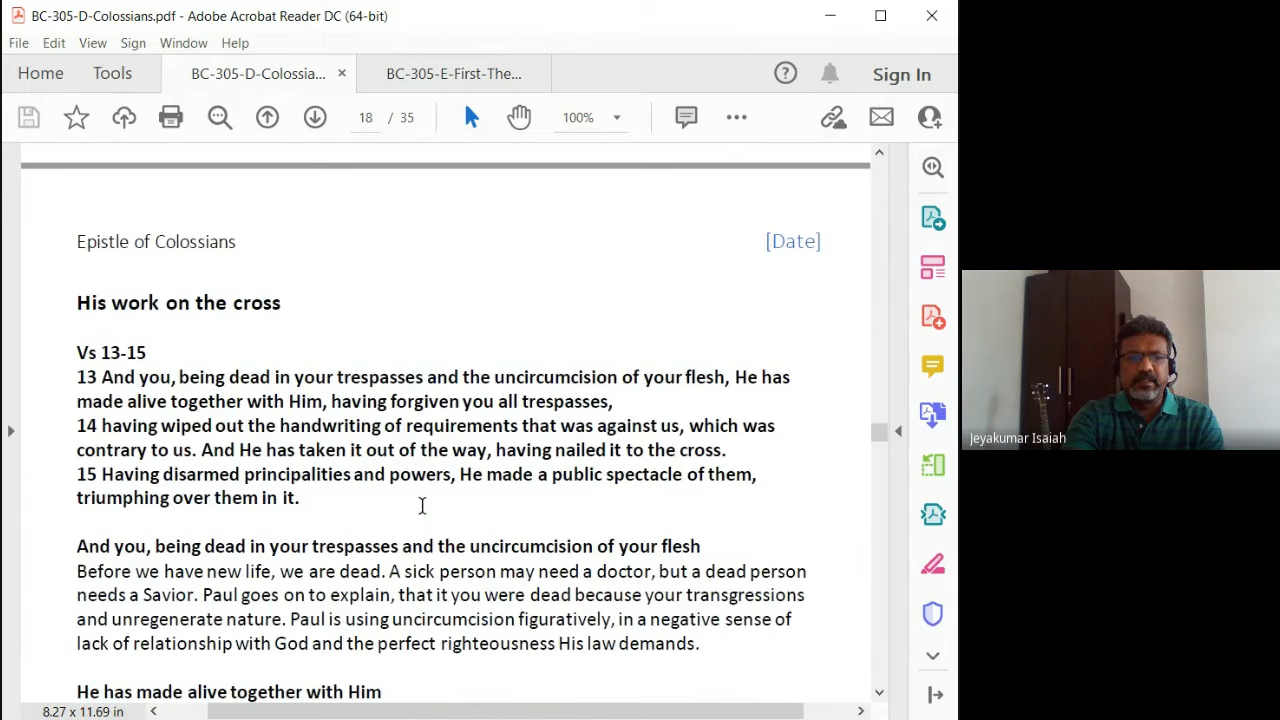 BC-305-D-Colossians.pdf - Adobe Acrobat Reader DC (64-bit)
File Edit View Sign Window Help
Home Tools BC-305-D-Colossia... × BC-305-E-First-The... Sign In
18 / 35 100%
Epistle of Colossians [Date]
His work on the cross
Vs 13-15
13 And you, being dead in your trespasses and the uncircumcision of your flesh, He has
made alive together with Him, having forgiven you all trespasses,
14 having wiped out the handwriting of requirements that was against us, which was
contrary to us. And He has taken it out of the way, having nailed it to the cross.
15 Having disarmed principalities and powers, He made a public spectacle of them,
triumphing over them in it.
And you, being dead in your trespasses and the uncircumcision of your flesh
Before we have new life, we are dead. A sick person may need a doctor, but a dead person
needs a Savior. Paul goes on to explain, that it you were dead because your transgressions
and unregenerate nature. Paul is using uncircumcision figuratively, in a negative sense of
lack of relationship with God and the perfect righteousness His law demands.
He has made alive together with Him
8.27 x 11.69 in
Jeyakumar Isaiah